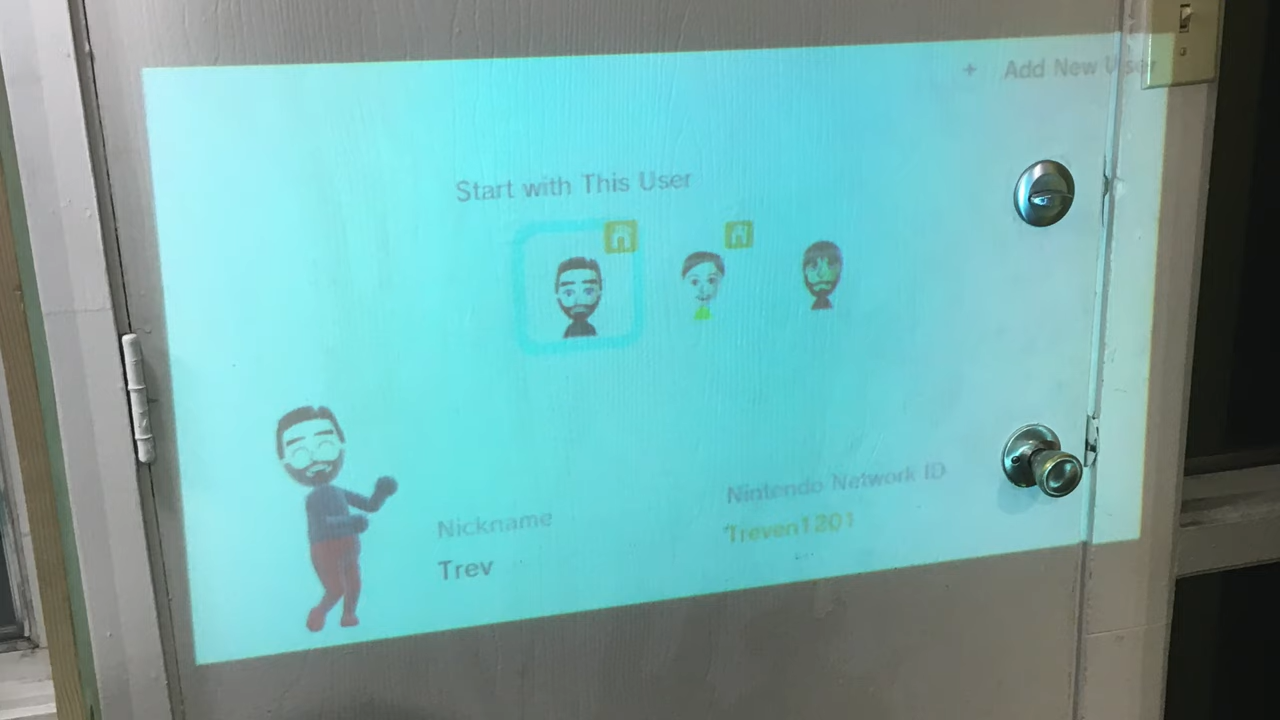 + Add New User
Start with This User
Nickname
Trev
Nintendo Network ID
Treven1201